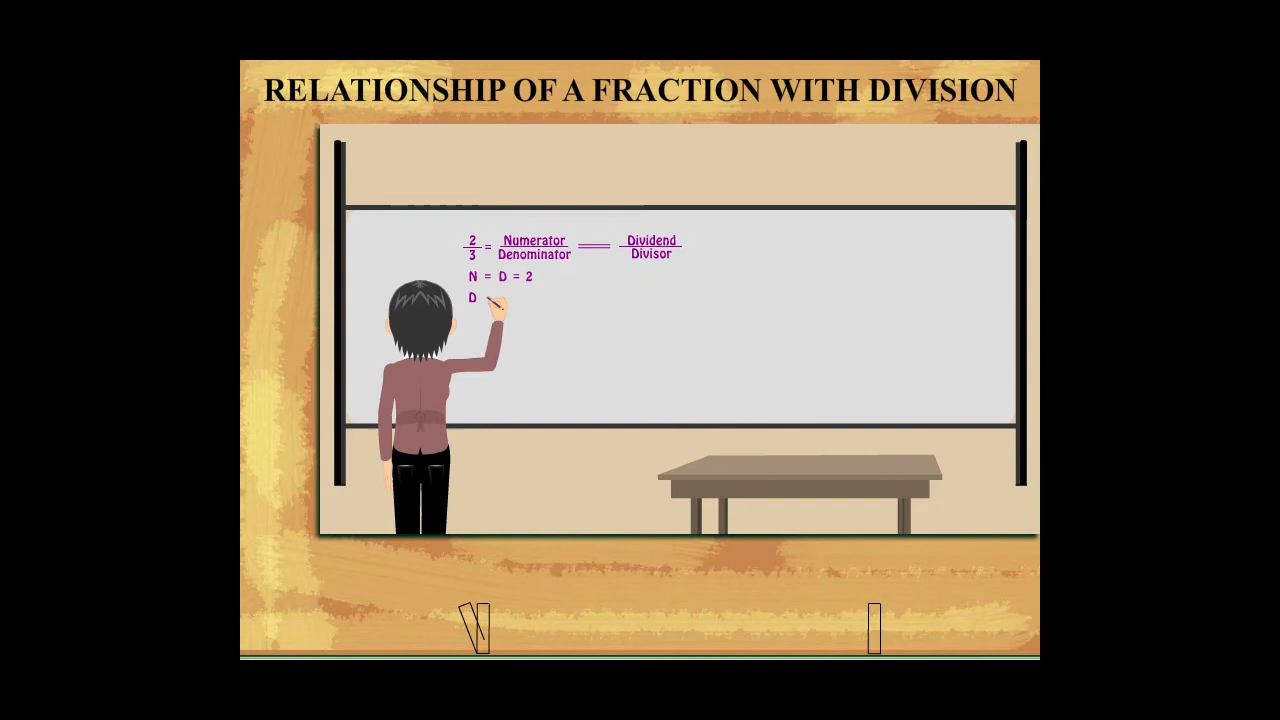 RELATIONSHIP OF A FRACTION WITH DIVISION
2/3 = Numerator/Denominator = Dividend/Divisor
N = D = 2
D